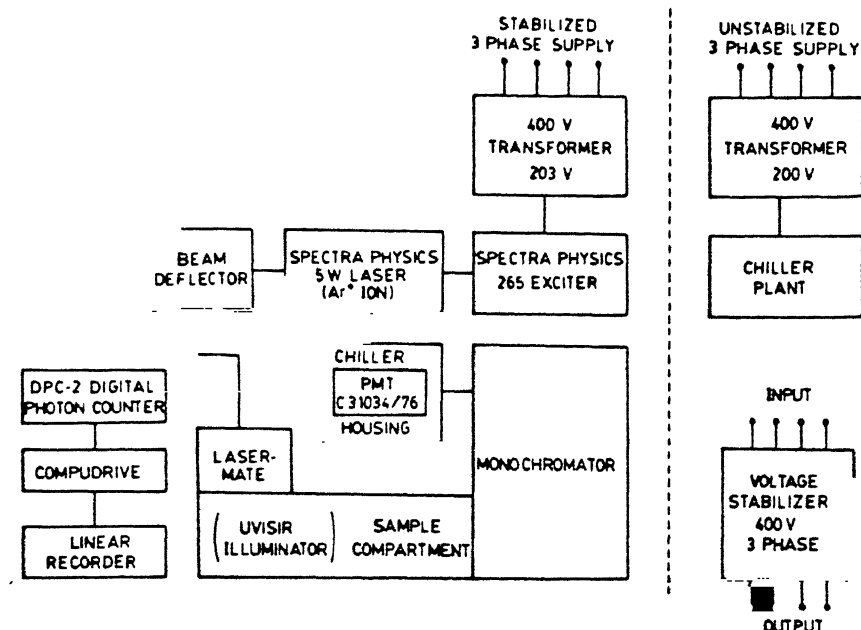 STABILIZED
3 PHASE SUPPLY
UNSTABILIZED
3 PHASE SUPPLY
400 V
TRANSFORMER
203 V
400 V
TRANSFORMER
200 V
BEAM
DEFLECTOR
SPECTRA PHYSICS
5W LASER
(Ar⁺ ION)
SPECTRA PHYSICS
265 EXCITER
CHILLER
PLANT
DPC-2 DIGITAL
PHOTON COUNTER
COMPUDRIVE
LINEAR
RECORDER
CHILLER
PMT
C31034/76
HOUSING
LASER-
MATE
MONOCHROMATOR
(UVISIR
ILLUMINATOR)
SAMPLE
COMPARTMENT
INPUT
VOLTAGE
STABILIZER
400 V
3 PHASE
OUTPUT